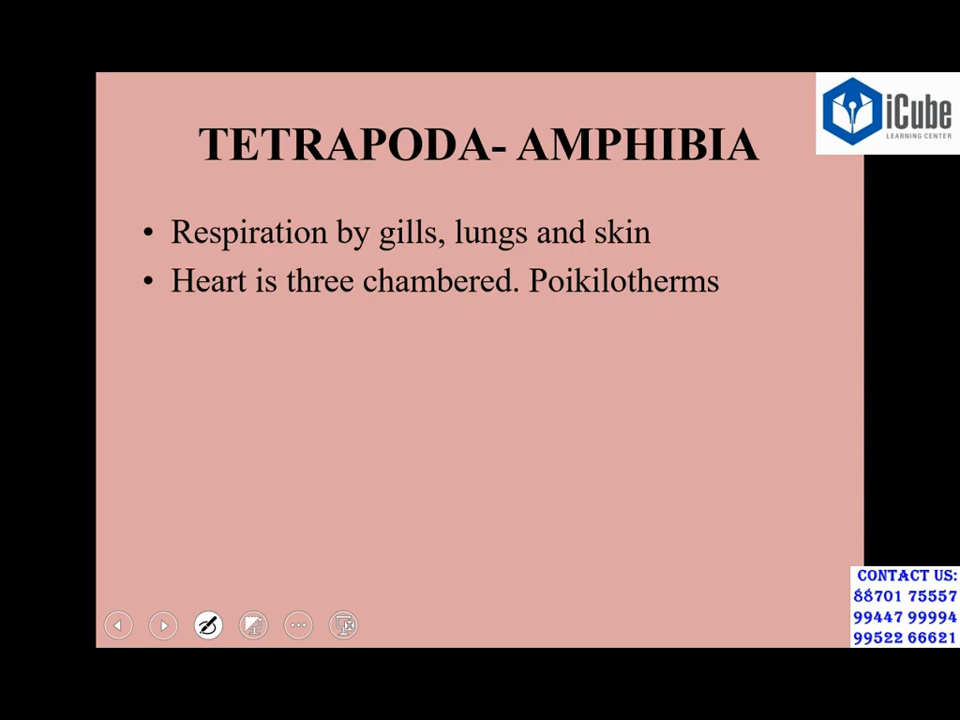 iCube
LEARNING CENTER
TETRAPODA- AMPHIBIA
• Respiration by gills, lungs and skin
• Heart is three chambered. Poikilotherms
CONTACT US:
88701 75557
99447 99994
99522 66621